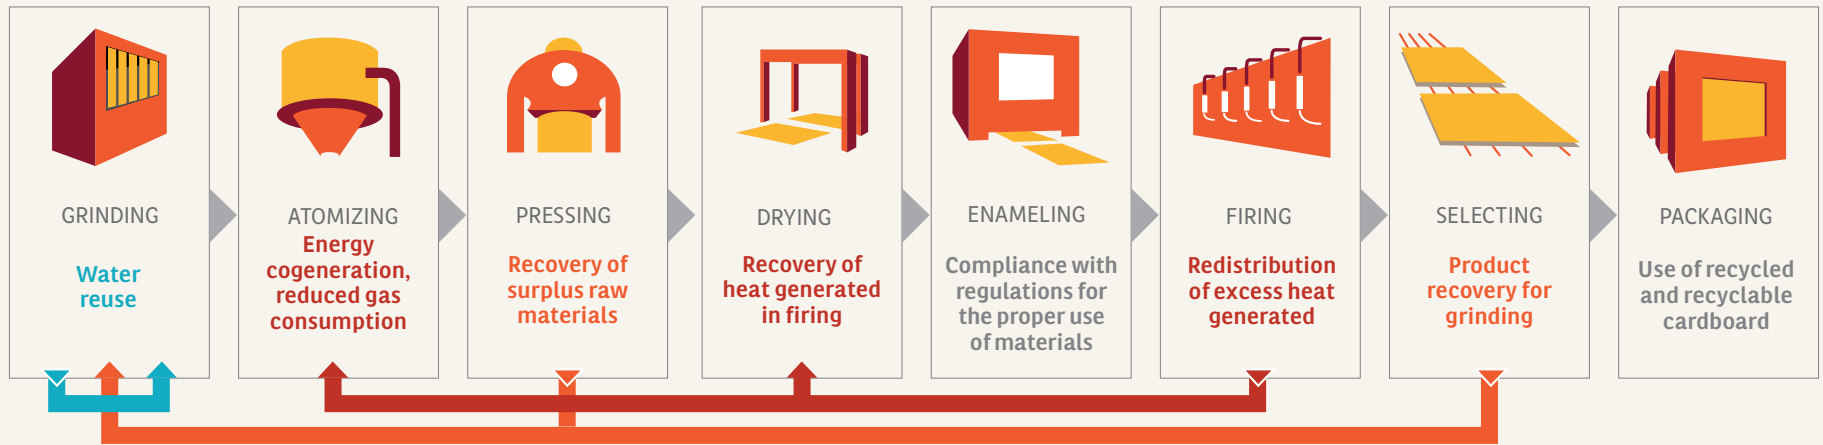 GRINDING
Water
reuse
ATOMIZING
Energy
cogeneration,
reduced gas
consumption
PRESSING
Recovery of
surplus raw
materials
DRYING
Recovery of
heat generated
in firing
ENAMELING
Compliance with
regulations for
the proper use
of materials
FIRING
Redistribution
of excess heat
generated
SELECTING
Product
recovery for
grinding
PACKAGING
Use of recycled
and recyclable
cardboard